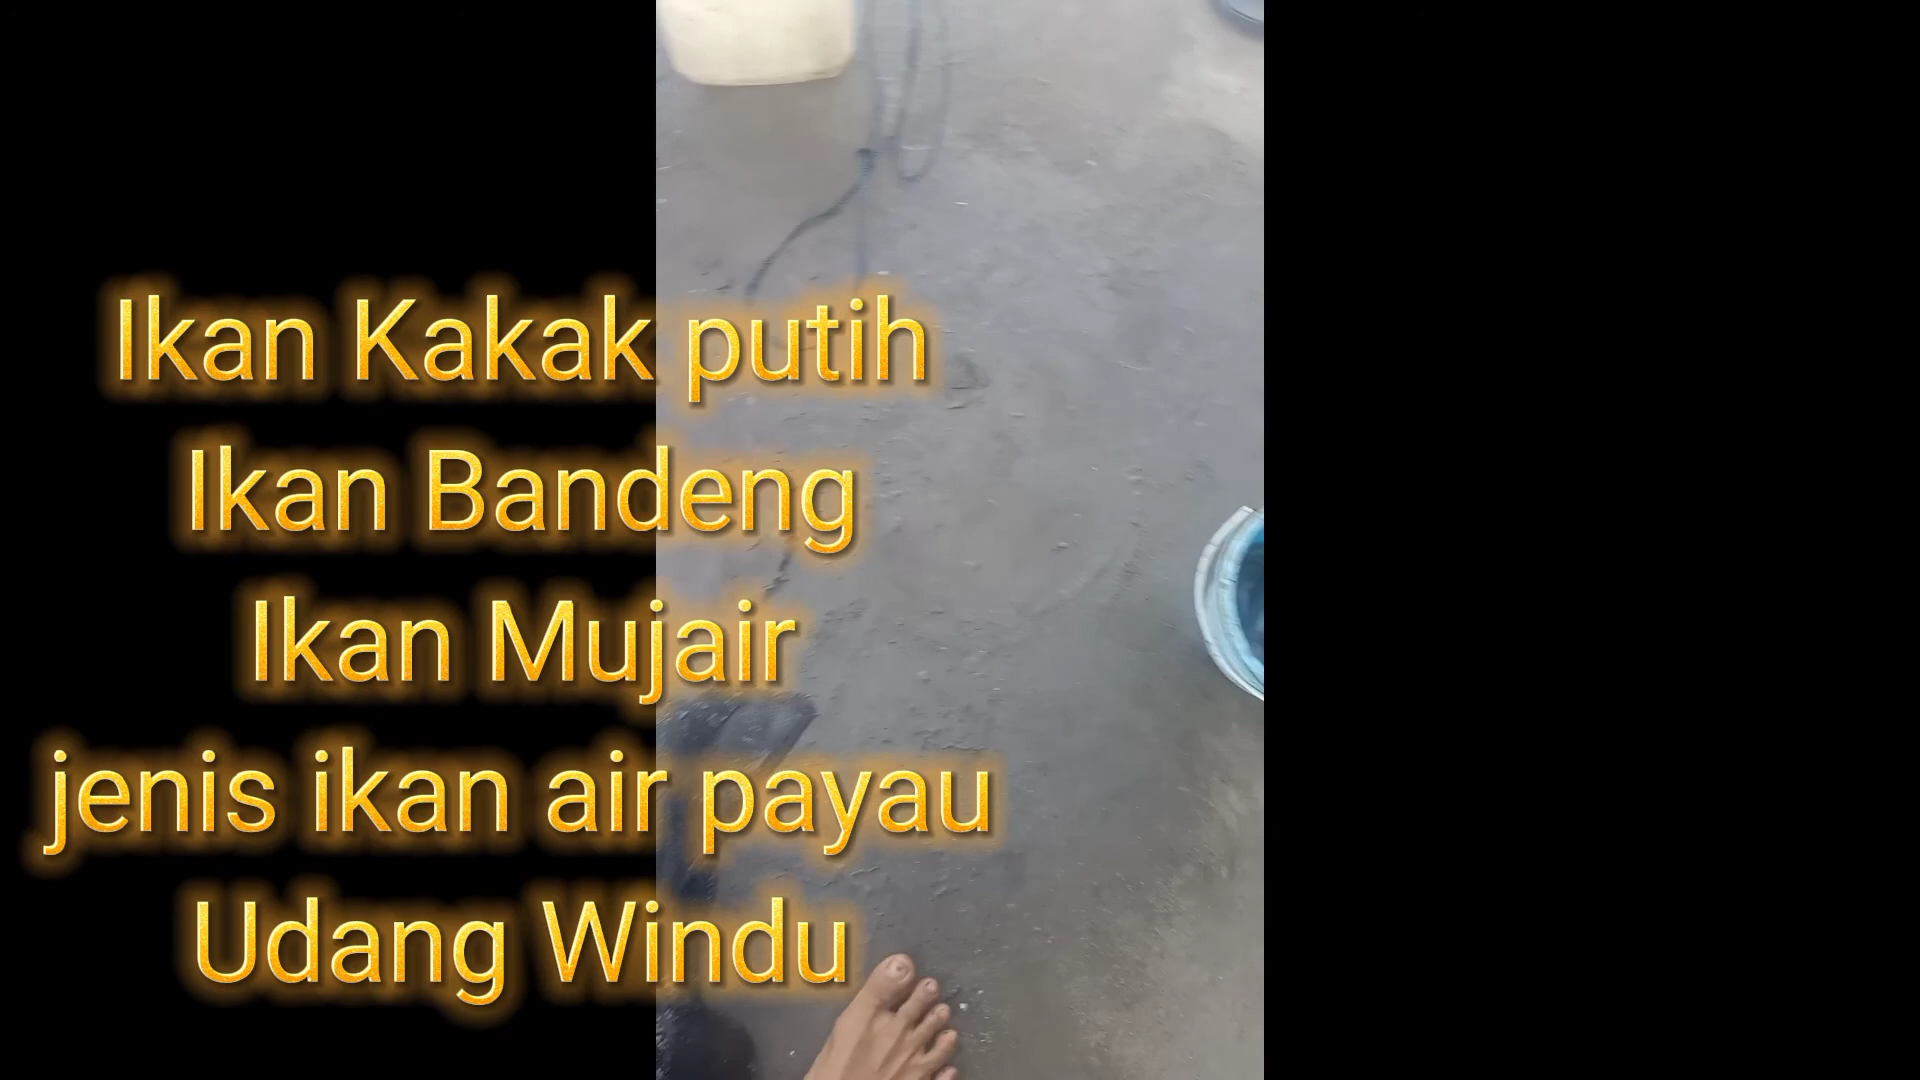 Ikan Kakak putih
Ikan Bandeng
Ikan Mujair
jenis ikan air payau
Udang Windu